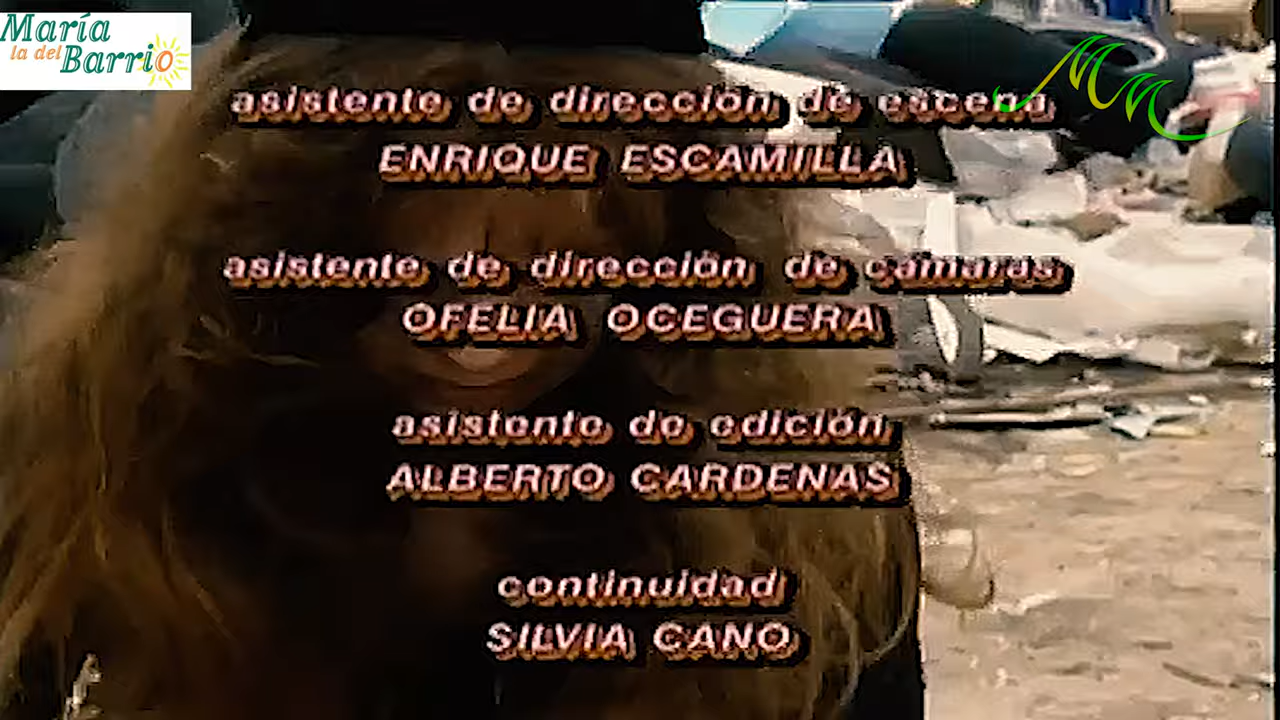 María
la del
Barrio
MM
asistente de dirección de escena
ENRIQUE ESCAMILLA
asistente de dirección de cámaras
OFELIA OCEGUERA
asistente de edición
ALBERTO CARDENAS
continuidad
SILVIA CANO